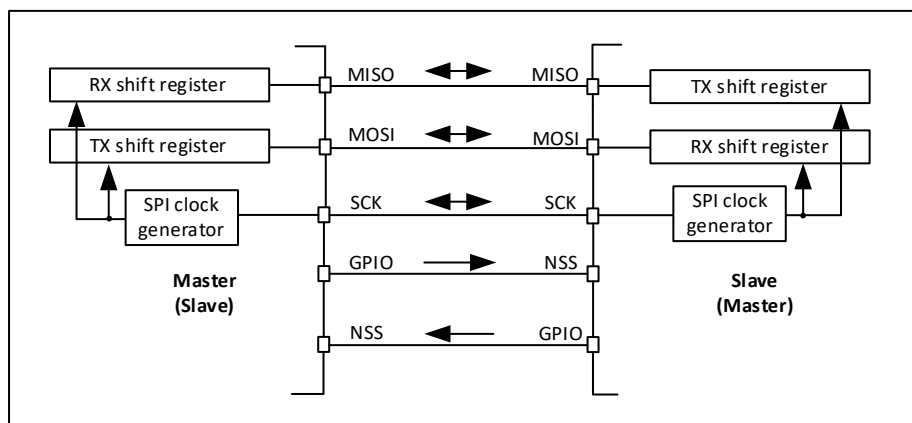 RX shift register
MISO
MISO
TX shift register
TX shift register
MOSI
MOSI
RX shift register
SPI clock
generator
SCK
SCK
SPI clock
generator
GPIO
NSS
Master
(Slave)
Slave
(Master)
NSS
GPIO